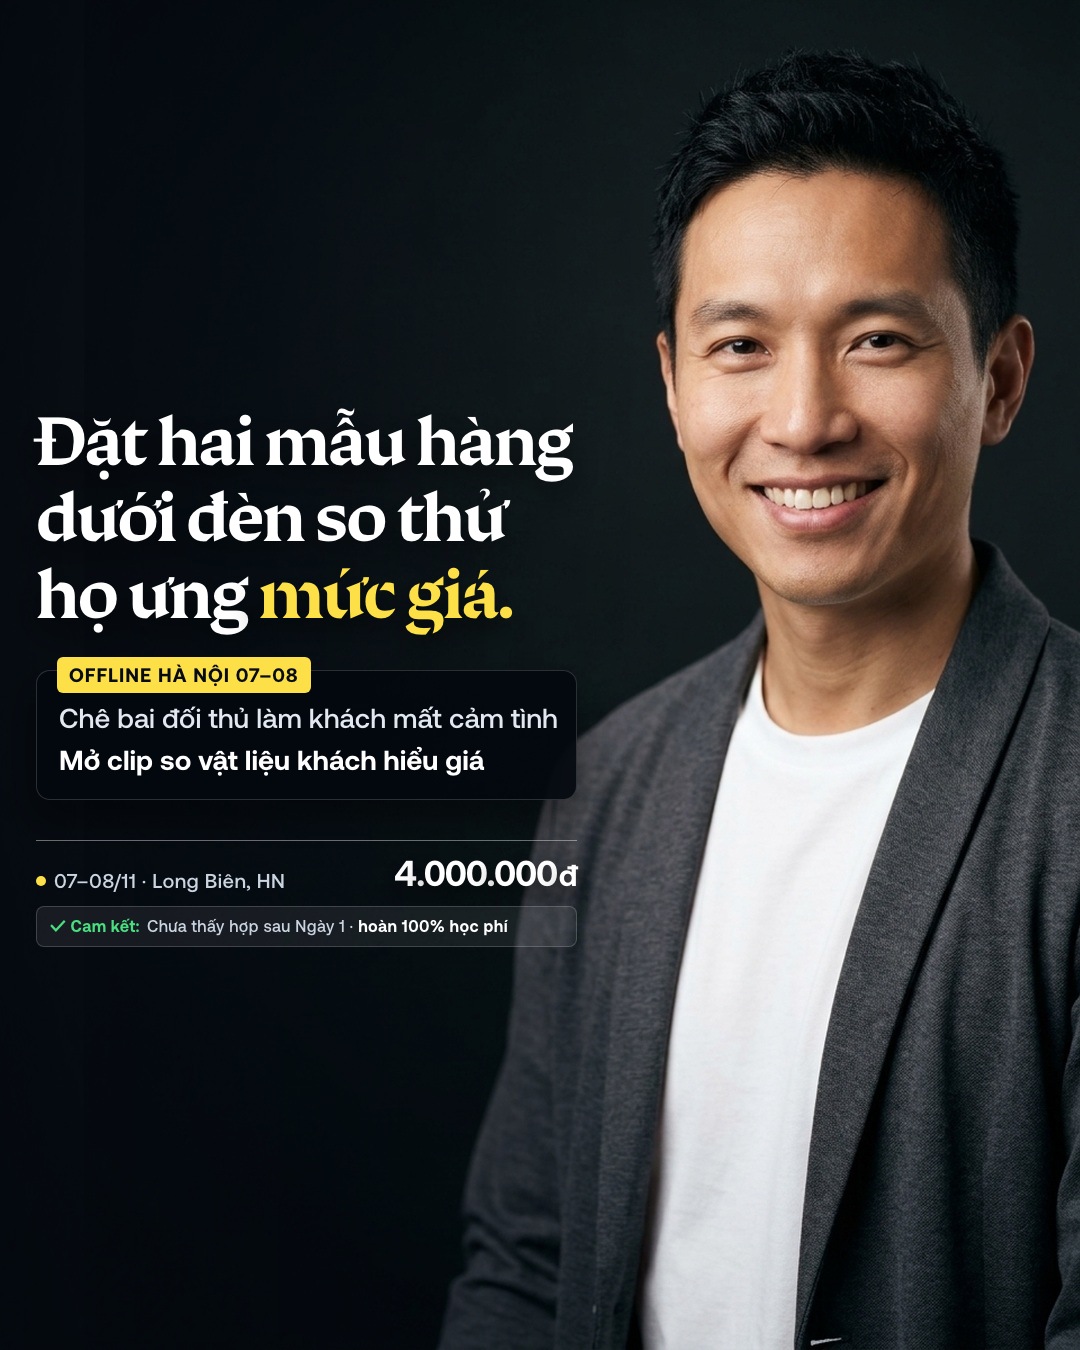 Đặt hai mẫu hàng
dưới đèn so thử
họ ưng mức giá.
OFFLINE HÀ NỘI 07–08
Chê bai đối thủ làm khách mất cảm tình
Mở clip so vật liệu khách hiểu giá
07–08/11 · Long Biên, HN
4.000.000đ
✓ Cam kết: Chưa thấy hợp sau Ngày 1 · hoàn 100% học phí